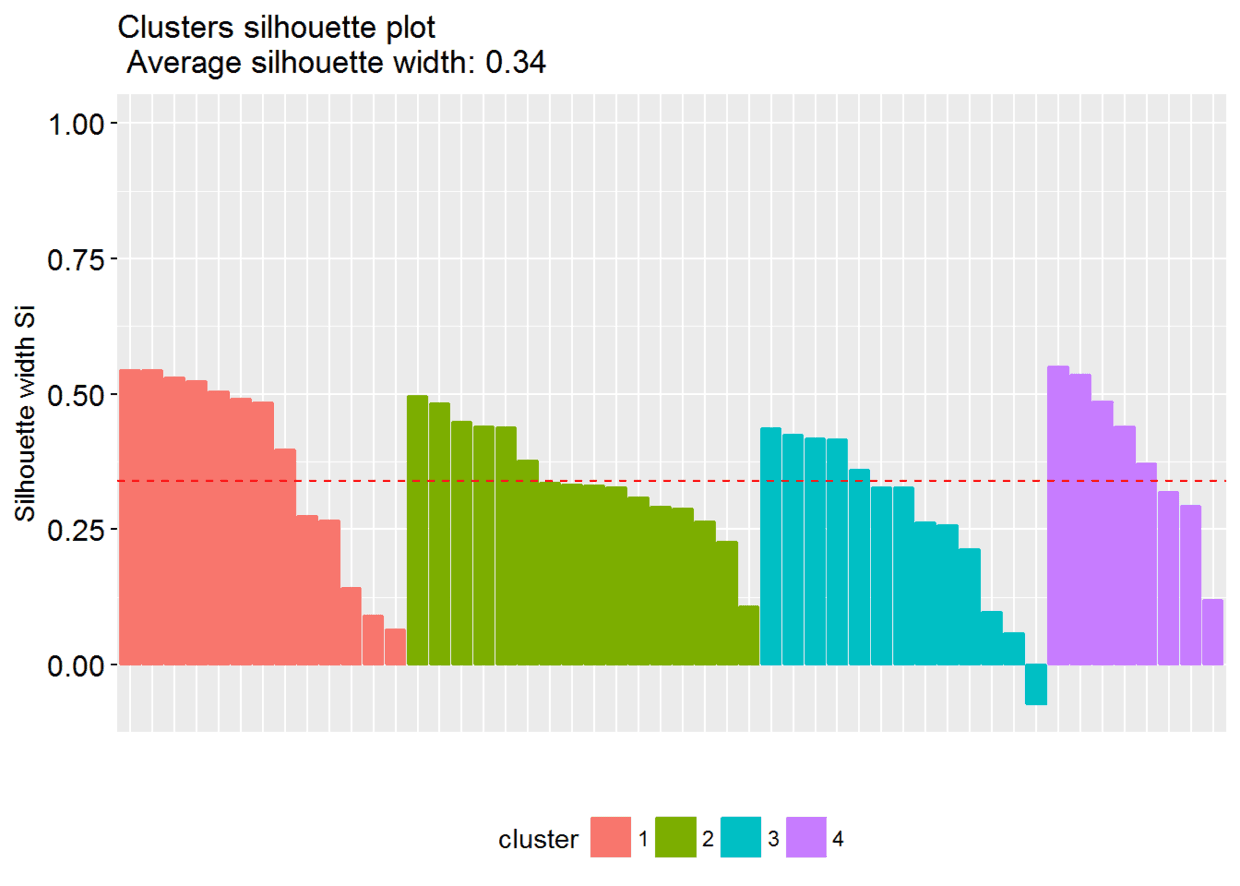 Clusters silhouette plot
Average silhouette width: 0.34
1.00
0.75
0.50
0.25
0.00
Silhouette width Si
cluster 1 2 3 4